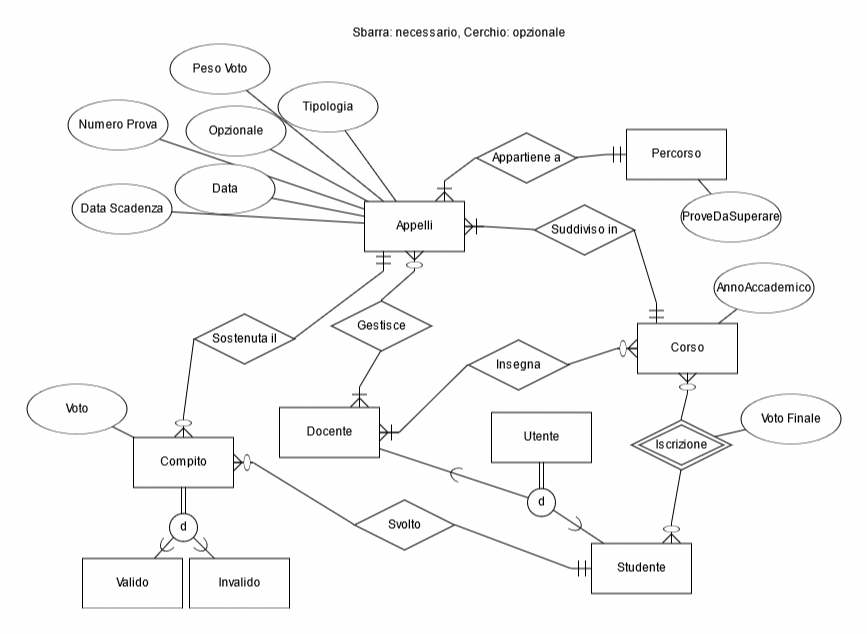 Sbarra: necessario, Cerchio: opzionale
Peso Voto
Tipologia
Numero Prova
Opzionale
Appartiene a
Percorso
Data
Data Scadenza
ProveDaSuperare
Appelli
Suddiviso in
AnnoAccademico
Gestisce
Sostenuta il
Corso
Insegna
Voto
Voto Finale
Docente
Utente
Iscrizione
Compito
d
Svolto
d
Studente
Valido
Invalido